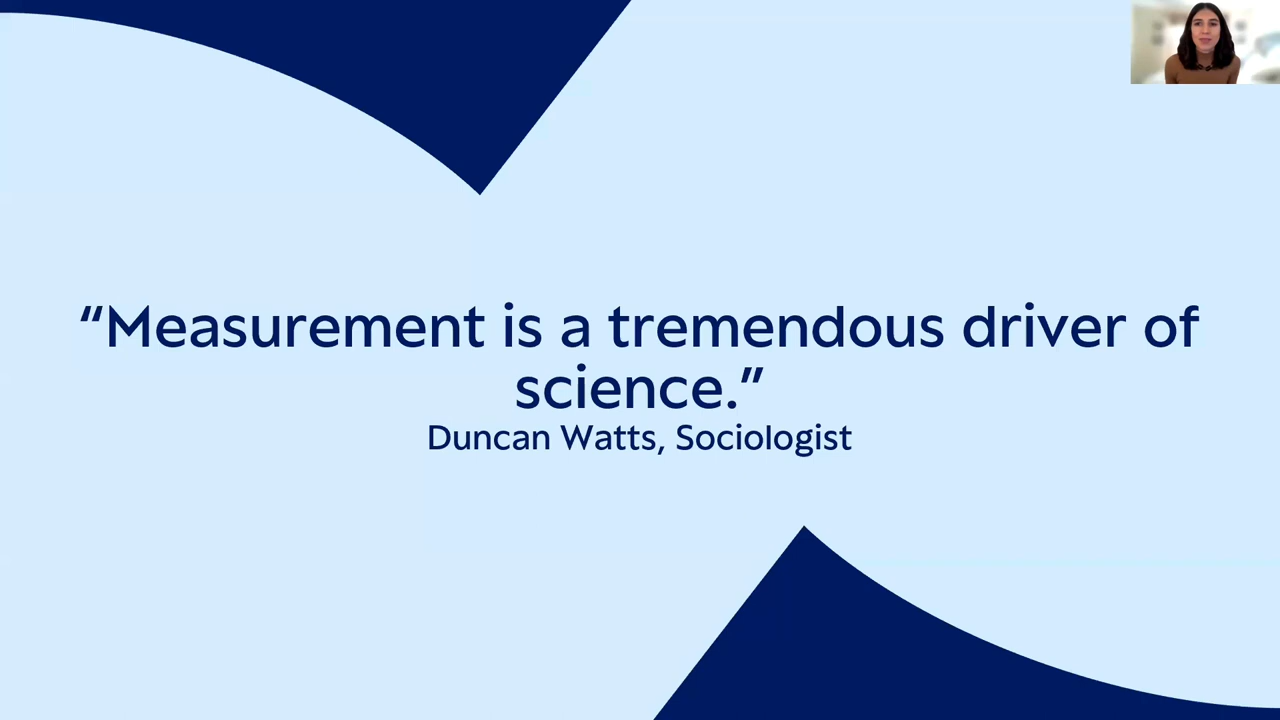 “Measurement is a tremendous driver of
science.”
Duncan Watts, Sociologist